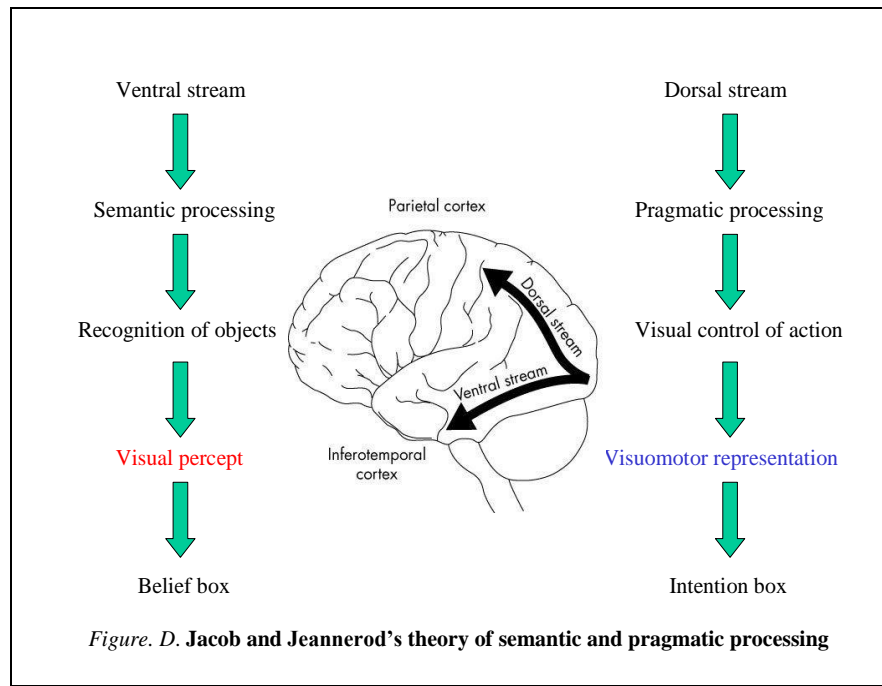 Ventral stream
Semantic processing
Recognition of objects
Visual percept
Belief box
Parietal cortex
Dorsal stream
Ventral stream
Inferotemporal
cortex
Dorsal stream
Pragmatic processing
Visual control of action
Visuomotor representation
Intention box
Figure. D. Jacob and Jeannerod's theory of semantic and pragmatic processing